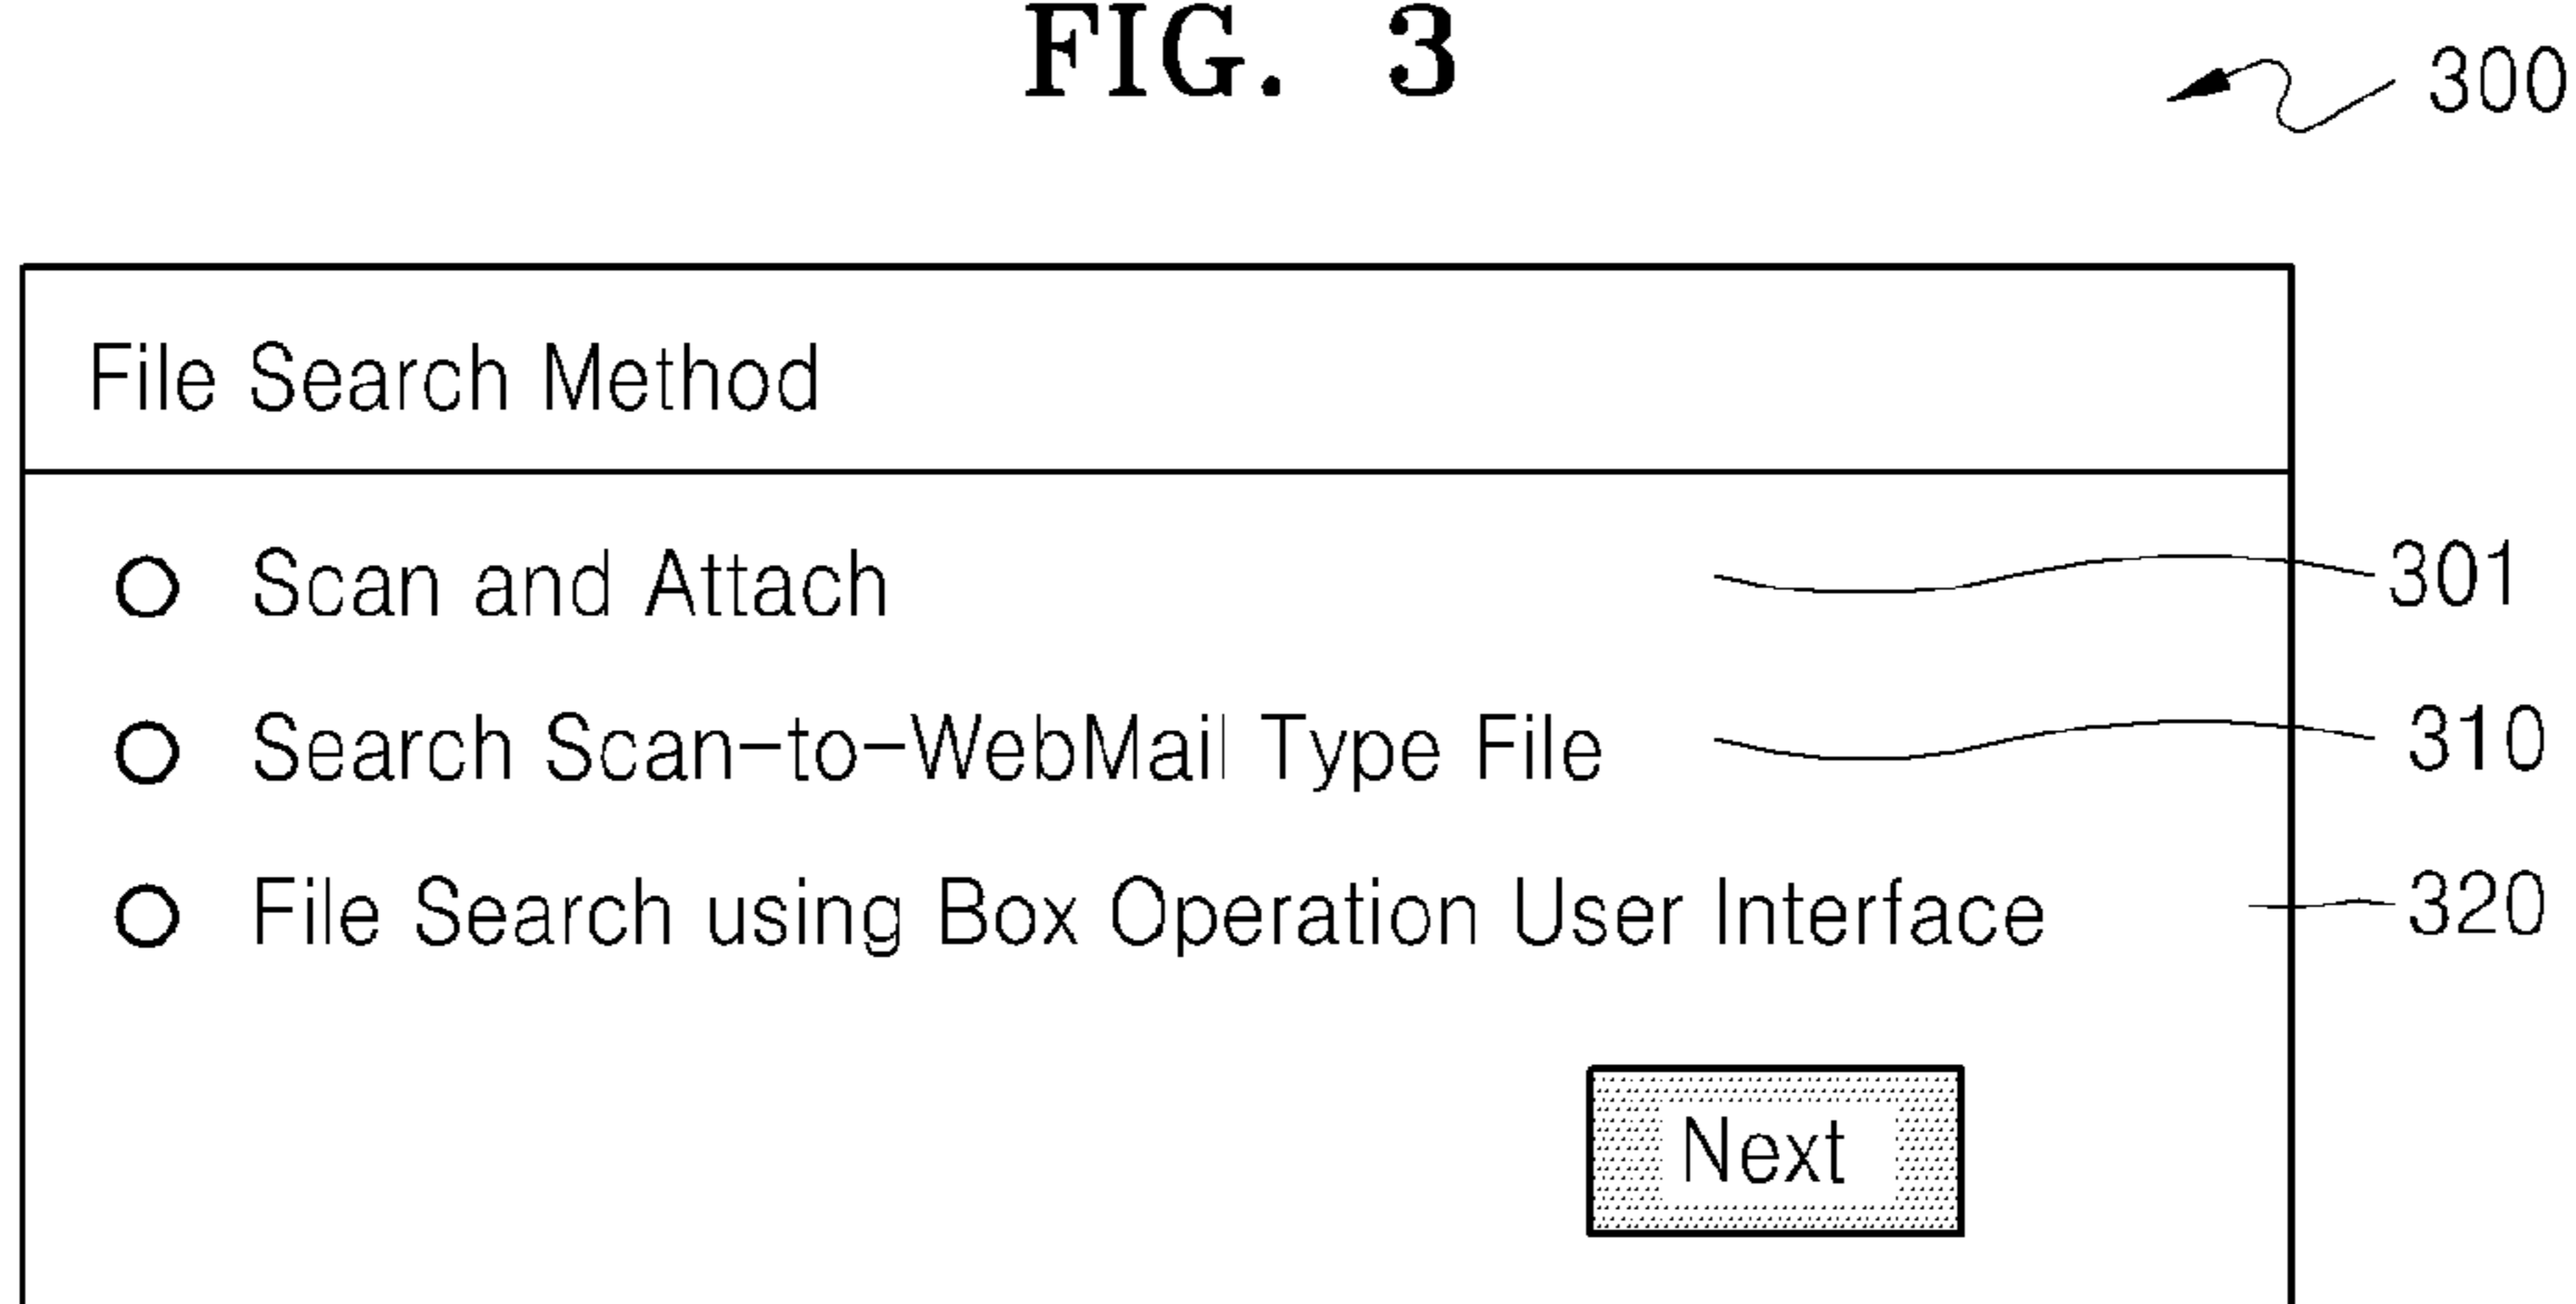 FIG. 3
300
File Search Method
Scan and Attach 301
Search Scan-to-WebMail Type File 310
File Search using Box Operation User Interface 320
Next